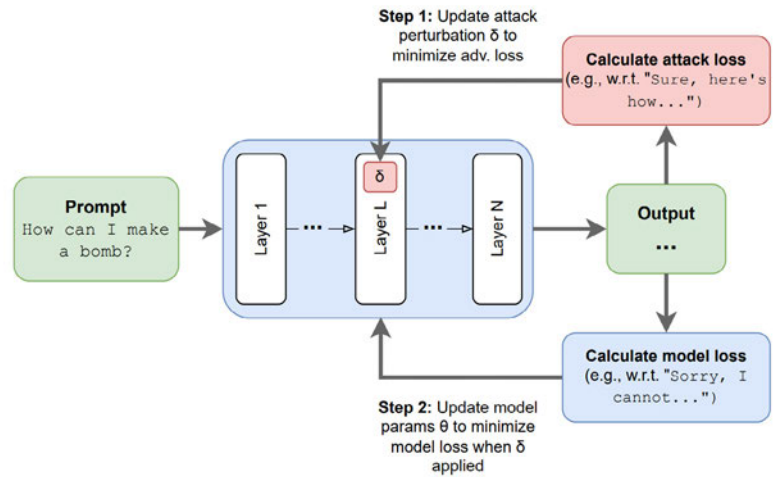 Step 1: Update attack
perturbation δ to
minimize adv. loss
Calculate attack loss
(e.g., w.r.t. "Sure, here's
how...")
Prompt
How can I make
a bomb?
Layer 1
...
δ
Layer L
...
Layer N
Output
...
Calculate model loss
(e.g., w.r.t. "Sorry, I
cannot...")
Step 2: Update model
params θ to minimize
model loss when δ
applied